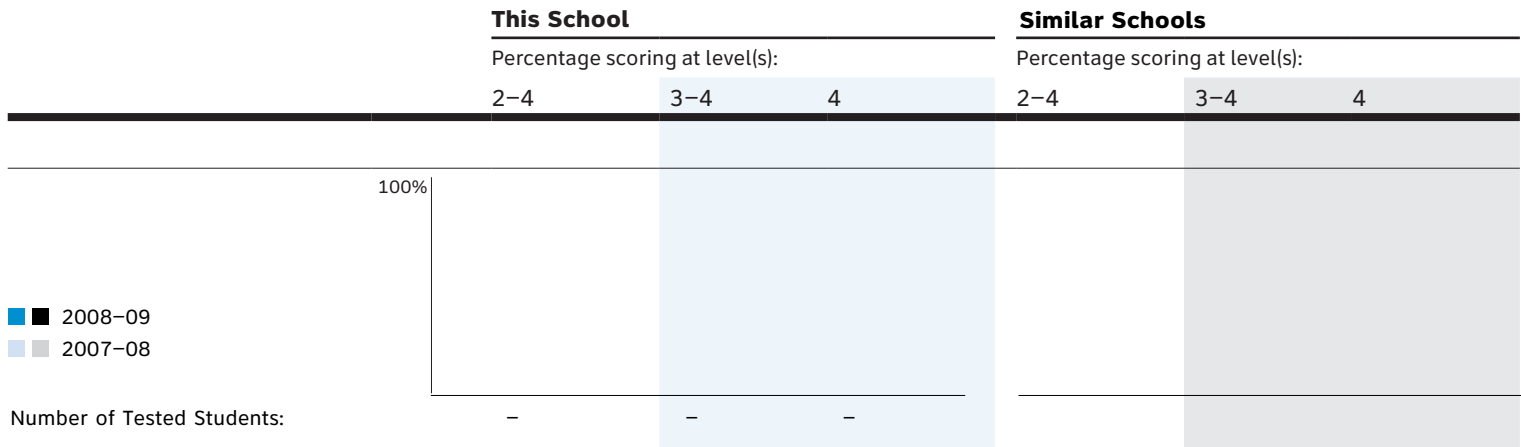 This School Similar Schools
Percentage scoring at level(s): Percentage scoring at level(s):
2–4 3–4 4 2–4 3–4 4
100%
2008–09
2007–08
Number of Tested Students: – – –